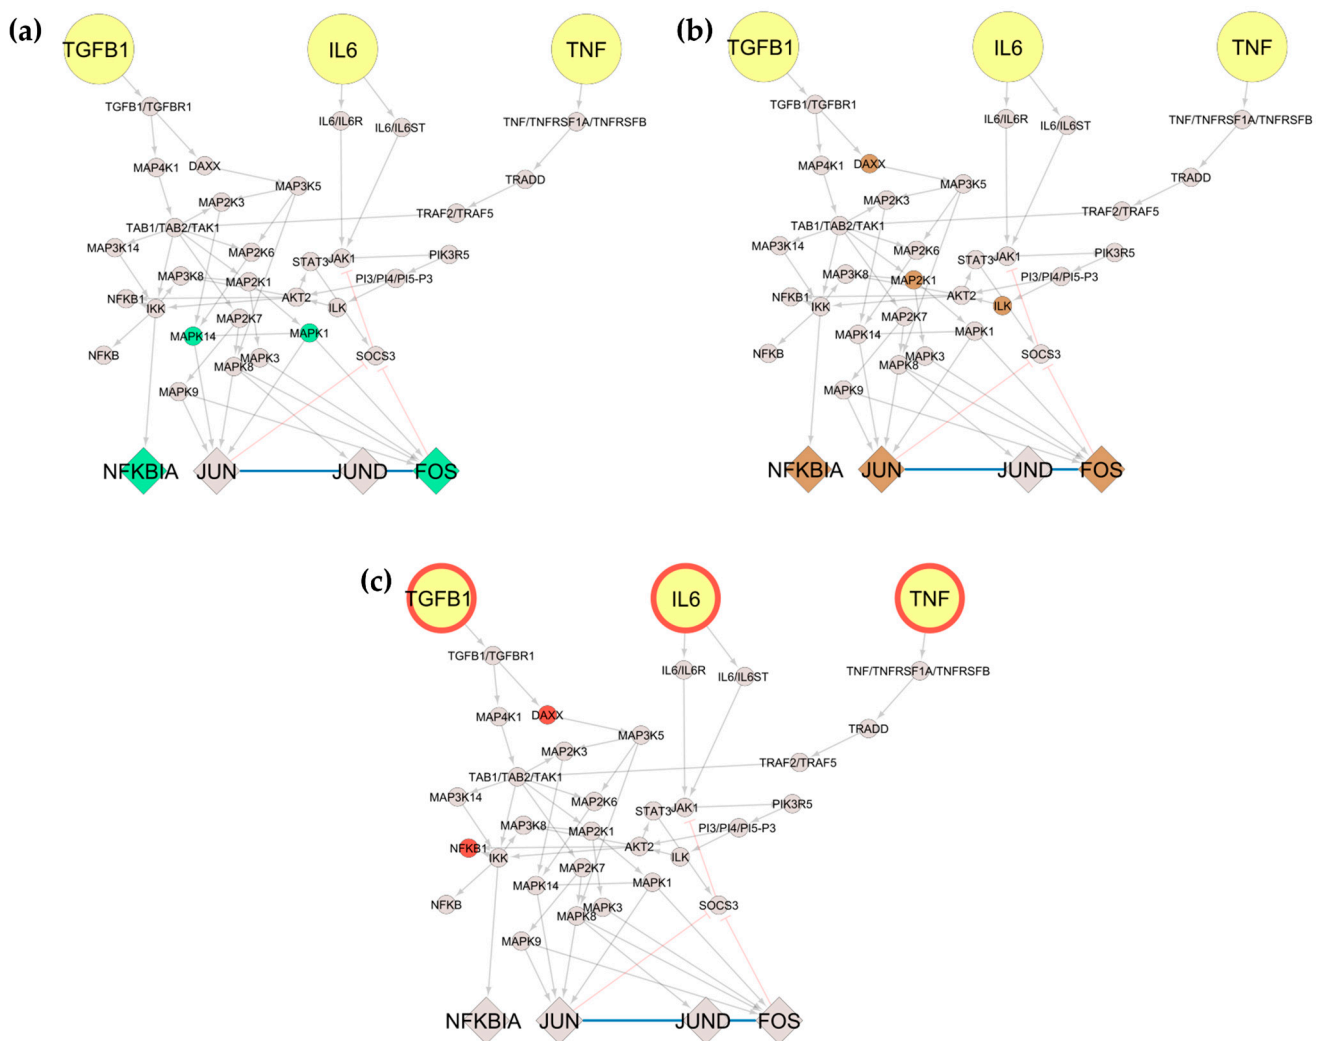 (a)
TGFB1
IL6
TNF
TGFB1/TGFBR1
IL6/IL6R
IL6/IL6ST
TNF/TNFRSF1A/TNFRSFB
MAP4K1
DAXX
MAP3K5
TRADD
MAP2K3
TRAF2/TRAF5
TAB1/TAB2/TAK1
MAP3K14
MAP2K6
STAT3
JAK1
PIK3R5
MAP3K8
MAP2K1
PI3/PI4/PI5-P3
NFKB1
IKK
AKT2
ILK
MAP2K7
MAPK14
MAPK1
NFKB
MAPK3
MAPK8
SOCS3
MAPK9
NFKBIA
JUN
JUND
FOS
(b)
TGFB1
IL6
TNF
TGFB1/TGFBR1
IL6/IL6R
IL6/IL6ST
TNF/TNFRSF1A/TNFRSFB
MAP4K1
DAXX
MAP3K5
TRADD
MAP2K3
TRAF2/TRAF5
TAB1/TAB2/TAK1
MAP3K14
MAP2K6
STAT3
JAK1
PIK3R5
MAP3K8
MAP2K1
PI3/PI4/PI5-P3
NFKB1
IKK
AKT2
ILK
MAP2K7
MAPK14
MAPK1
NFKB
MAPK3
MAPK8
SOCS3
MAPK9
NFKBIA
JUN
JUND
FOS
(c)
TGFB1
IL6
TNF
TGFB1/TGFBR1
IL6/IL6R
IL6/IL6ST
TNF/TNFRSF1A/TNFRSFB
MAP4K1
DAXX
MAP3K5
TRADD
MAP2K3
TRAF2/TRAF5
TAB1/TAB2/TAK1
MAP3K14
MAP2K6
STAT3
JAK1
PIK3R5
MAP3K8
MAP2K1
PI3/PI4/PI5-P3
NFKB1
IKK
AKT2
ILK
MAP2K7
MAPK14
MAPK1
NFKB
MAPK3
MAPK8
SOCS3
MAPK9
NFKBIA
JUN
JUND
FOS